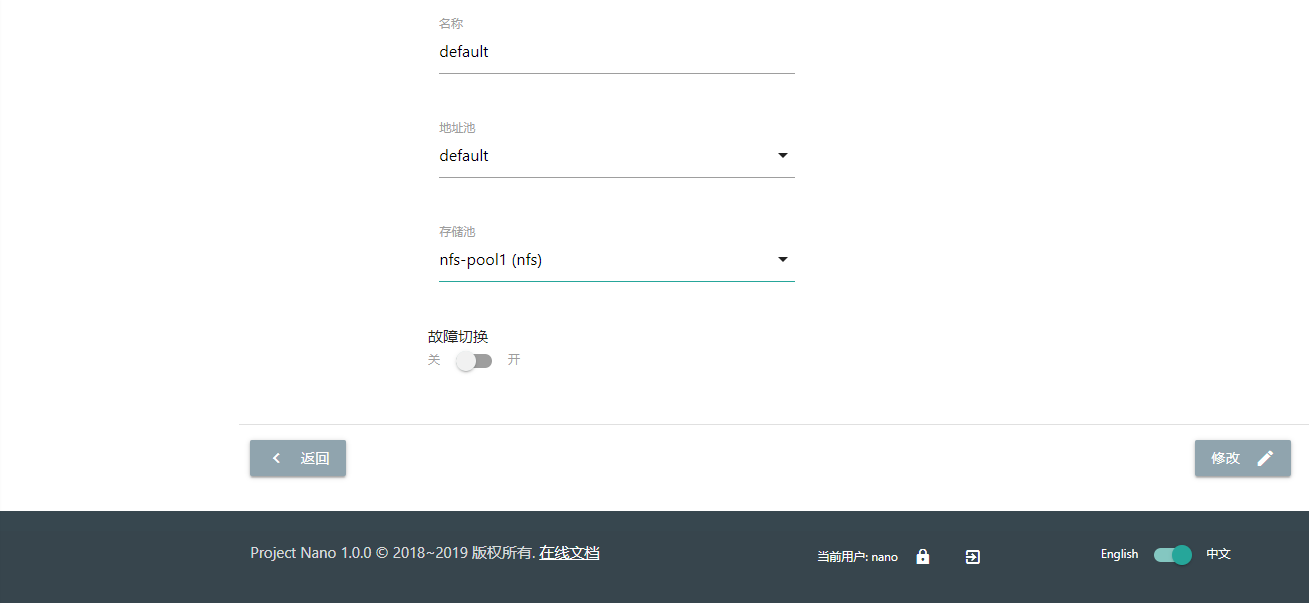 名称
default
地址池
default
存储池
nfs-pool1 (nfs)
故障切换
关 开
返回 修改
Project Nano 1.0.0 © 2018~2019 版权所有. 在线文档 当前用户: nano English 中文